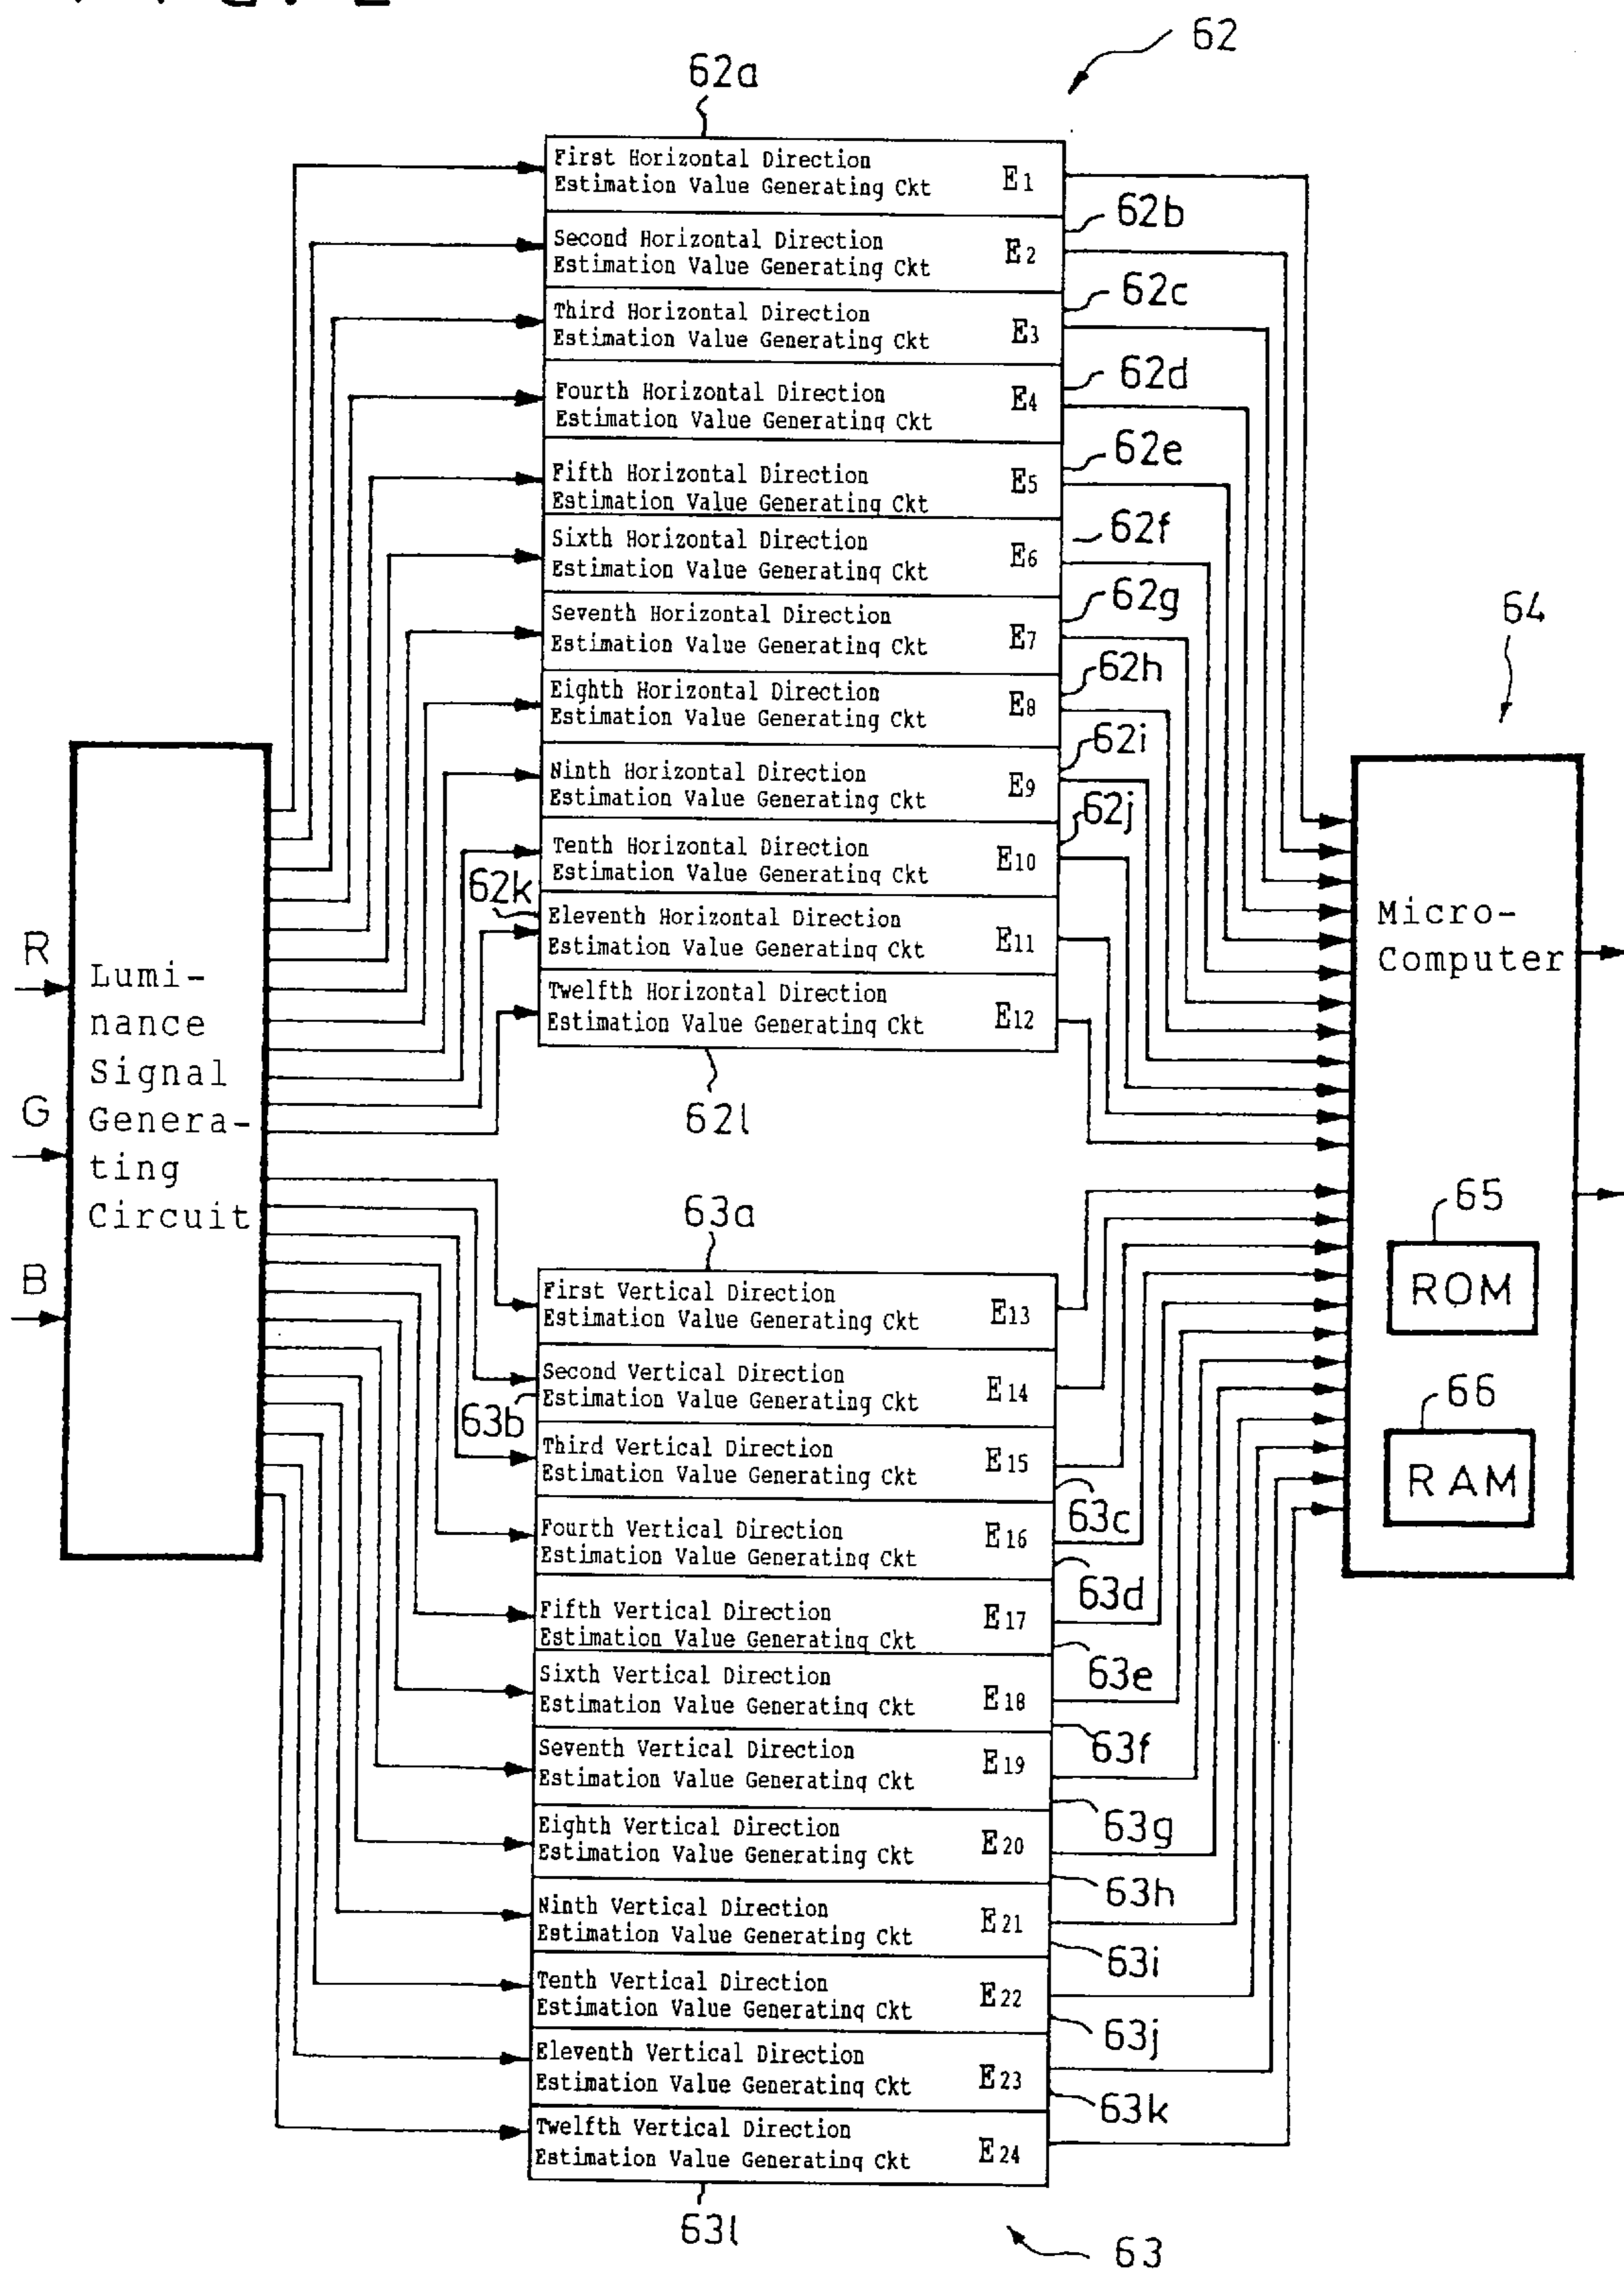 62
62a
First Horizontal Direction
Estimation Value Generating Ckt E1
62b
Second Horizontal Direction
Estimation Value Generating Ckt E2
62c
Third Horizontal Direction
Estimation Value Generating Ckt E3
62d
Fourth Horizontal Direction
Estimation Value Generating Ckt E4
62e
Fifth Horizontal Direction
Estimation Value Generating Ckt E5
62f
Sixth Horizontal Direction
Estimation Value Generating Ckt E6
62g
Seventh Horizontal Direction
Estimation Value Generating Ckt E7
62h
Eighth Horizontal Direction
Estimation Value Generating Ckt E8
62i
Ninth Horizontal Direction
Estimation Value Generating Ckt E9
62j
Tenth Horizontal Direction
Estimation Value Generating Ckt E10
62k
Eleventh Horizontal Direction
Estimation Value Generating Ckt E11
Twelfth Horizontal Direction
Estimation Value Generating Ckt E12
62l
R
G
B
Lumi-
nance
Signal
Genera-
ting
Circuit
64
Micro-
Computer
65
ROM
66
RAM
63a
First Vertical Direction
Estimation Value Generating Ckt E13
Second Vertical Direction
Estimation Value Generating Ckt E14
63b
Third Vertical Direction
Estimation Value Generating Ckt E15
63c
Fourth Vertical Direction
Estimation Value Generating Ckt E16
63d
Fifth Vertical Direction
Estimation Value Generating Ckt E17
63e
Sixth Vertical Direction
Estimation Value Generating Ckt E18
63f
Seventh Vertical Direction
Estimation Value Generating Ckt E19
63g
Eighth Vertical Direction
Estimation Value Generating Ckt E20
63h
Ninth Vertical Direction
Estimation Value Generating Ckt E21
63i
Tenth Vertical Direction
Estimation Value Generating Ckt E22
63j
Eleventh Vertical Direction
Estimation Value Generating Ckt E23
63k
Twelfth Vertical Direction
Estimation Value Generating Ckt E24
63l
63